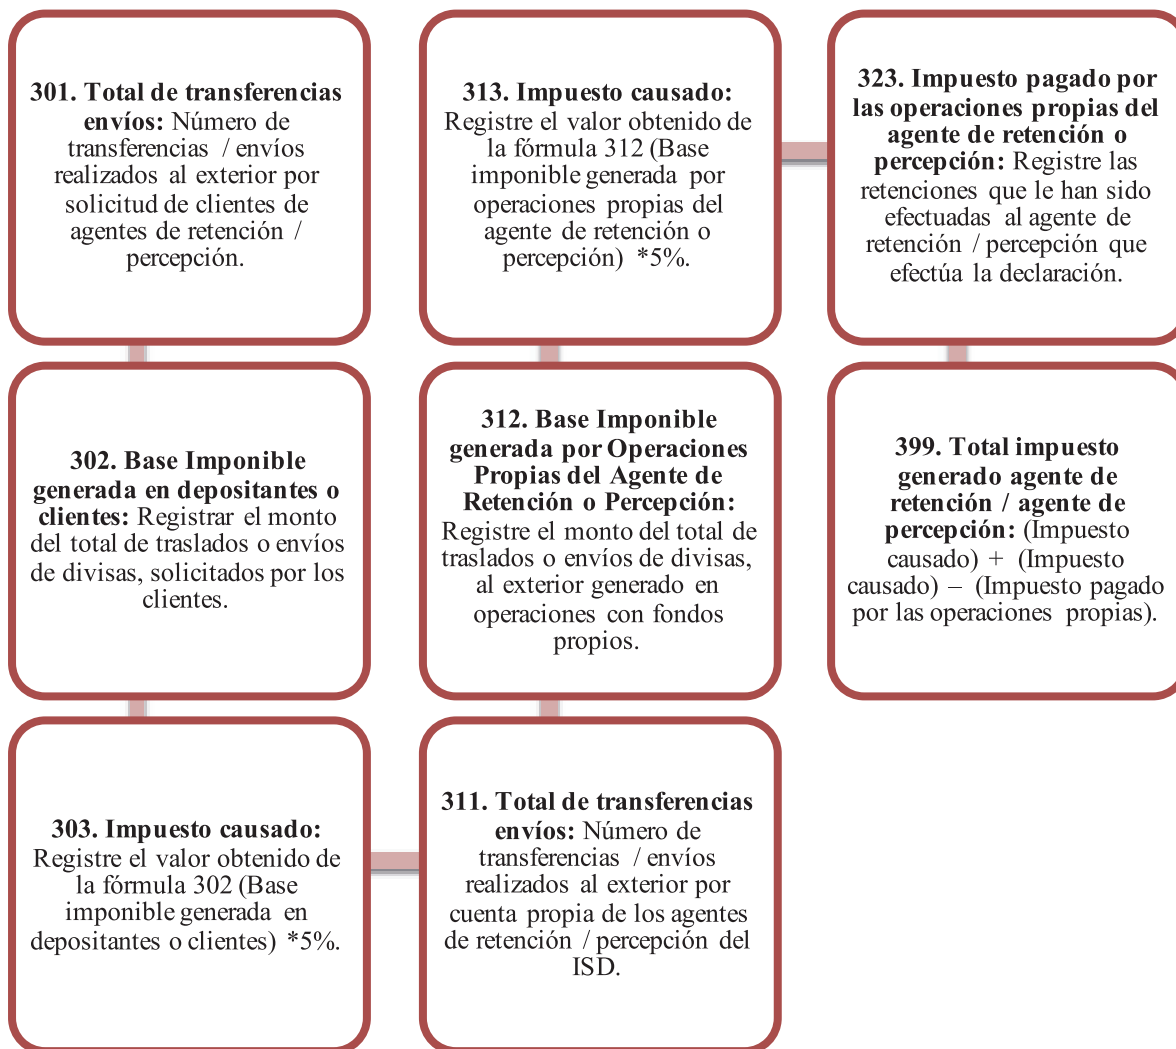 301. Total de transferencias
envíos: Número de
transferencias / envíos
realizados al exterior por
solicitud de clientes de
agentes de retención /
percepción.
302. Base Imponible
generada en depositantes o
clientes: Registrar el monto
del total de traslados o envíos
de divisas, solicitados por los
clientes.
303. Impuesto causado:
Registre el valor obtenido de
la fórmula 302 (Base
imponible generada en
depositantes o clientes) *5%.
311. Total de transferencias
envíos: Número de
transferencias / envíos
realizados al exterior por
cuenta propia de los agentes
de retención / percepción del
ISD.
312. Base Imponible
generada por Operaciones
Propias del Agente de
Retención o Percepción:
Registre el monto del total de
traslados o envíos de divisas,
al exterior generado en
operaciones con fondos
propios.
313. Impuesto causado:
Registre el valor obtenido de
la fórmula 312 (Base
imponible generada por
operaciones propias del
agente de retención o
percepción) *5%.
323. Impuesto pagado por
las operaciones propias del
agente de retención o
percepción: Registre las
retenciones que le han sido
efectuadas al agente de
retención / percepción que
efectúa la declaración.
399. Total impuesto
generado agente de
retención / agente de
percepción: (Impuesto
causado) + (Impuesto
causado) – (Impuesto pagado
por las operaciones propias).